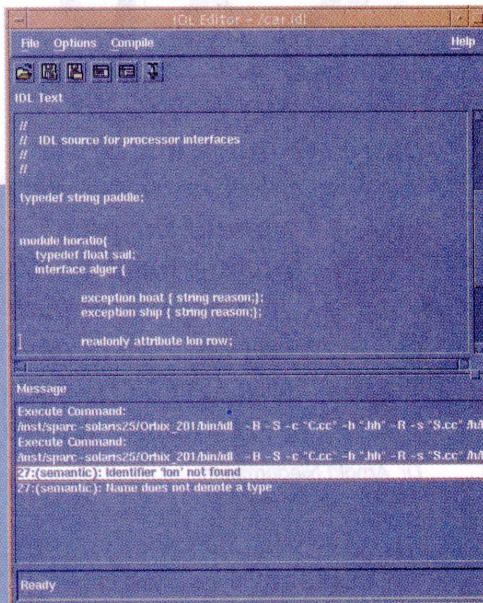 IDL Editor - /car.idl
File Options Compile Help
IDL Text
//
// IDL source for processor interfaces
//
//
typedef string paddle;
module horatio{
typedef float sail;
interface alger {
exception boat { string reason;};
exception ship { string reason;};
readonly attribute lon row;
Message
Execute Command:
/inst/sparc-solaris25/Orbix_201/bin/idl -B -S -c "C.cc" -h ".hh" -R -s "S.cc"
Execute Command:
/inst/sparc-solaris25/Orbix_201/bin/idl -B -S -c "C.cc" -h ".hh" -R -s "S.cc"
27:(semantic): Identifier 'lon' not found
27:(semantic): Name does not denote a type
Ready